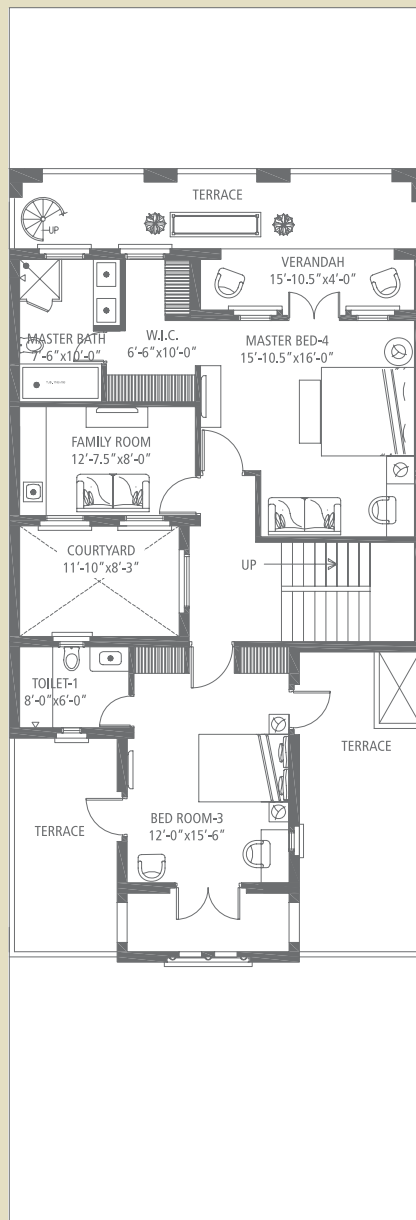 TERRACE
UP
VERANDAH
15'-10.5"x4'-0"
MASTER BATH
7'-6"x10'-0"
W.I.C.
6'-6"x10'-0"
MASTER BED-4
15'-10.5"x16'-0"
FAMILY ROOM
12'-7.5"x8'-0"
COURTYARD
11'-10"x8'-3"
UP
TOILET-1
8'-0"x6'-0"
TERRACE
BED ROOM-3
12'-0"x15'-6"
TERRACE